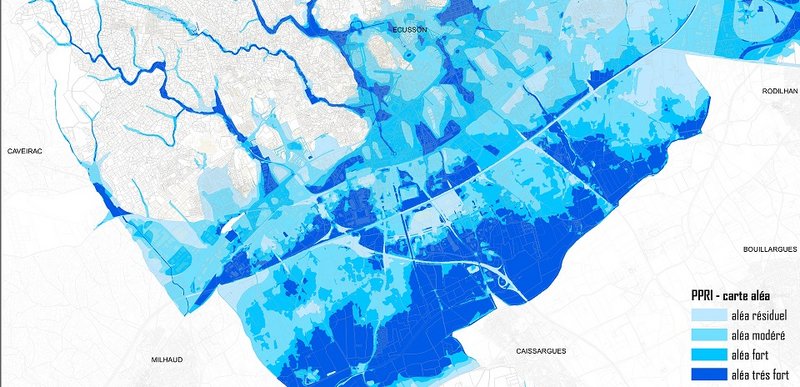 ECUSSON
RODILHAN
CAVEIRAC
BOUILLARGUES
MILHAUD
CAISSARGUES
PPRI - carte aléa
aléa résiduel
aléa modéré
aléa fort
aléa trés fort